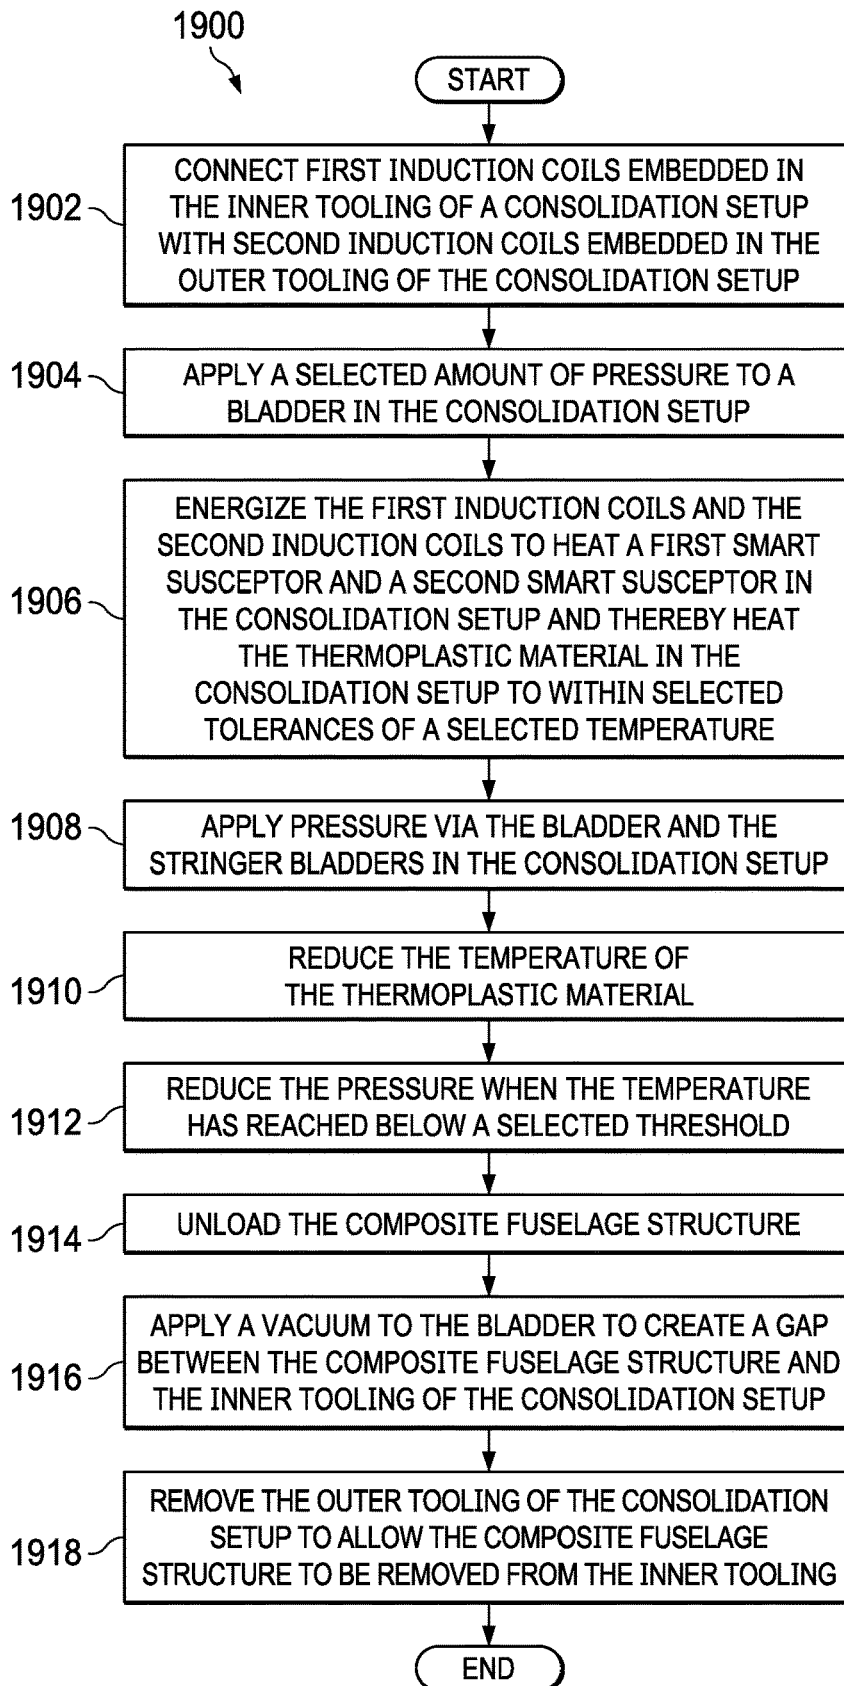 1900
START
1902
CONNECT FIRST INDUCTION COILS EMBEDDED IN
THE INNER TOOLING OF A CONSOLIDATION SETUP
WITH SECOND INDUCTION COILS EMBEDDED IN THE
OUTER TOOLING OF THE CONSOLIDATION SETUP
1904
APPLY A SELECTED AMOUNT OF PRESSURE TO A
BLADDER IN THE CONSOLIDATION SETUP
1906
ENERGIZE THE FIRST INDUCTION COILS AND THE
SECOND INDUCTION COILS TO HEAT A FIRST SMART
SUSCEPTOR AND A SECOND SMART SUSCEPTOR IN
THE CONSOLIDATION SETUP AND THEREBY HEAT
THE THERMOPLASTIC MATERIAL IN THE
CONSOLIDATION SETUP TO WITHIN SELECTED
TOLERANCES OF A SELECTED TEMPERATURE
1908
APPLY PRESSURE VIA THE BLADDER AND THE
STRINGER BLADDERS IN THE CONSOLIDATION SETUP
1910
REDUCE THE TEMPERATURE OF
THE THERMOPLASTIC MATERIAL
1912
REDUCE THE PRESSURE WHEN THE TEMPERATURE
HAS REACHED BELOW A SELECTED THRESHOLD
1914
UNLOAD THE COMPOSITE FUSELAGE STRUCTURE
1916
APPLY A VACUUM TO THE BLADDER TO CREATE A GAP
BETWEEN THE COMPOSITE FUSELAGE STRUCTURE AND
THE INNER TOOLING OF THE CONSOLIDATION SETUP
1918
REMOVE THE OUTER TOOLING OF THE CONSOLIDATION
SETUP TO ALLOW THE COMPOSITE FUSELAGE
STRUCTURE TO BE REMOVED FROM THE INNER TOOLING
END